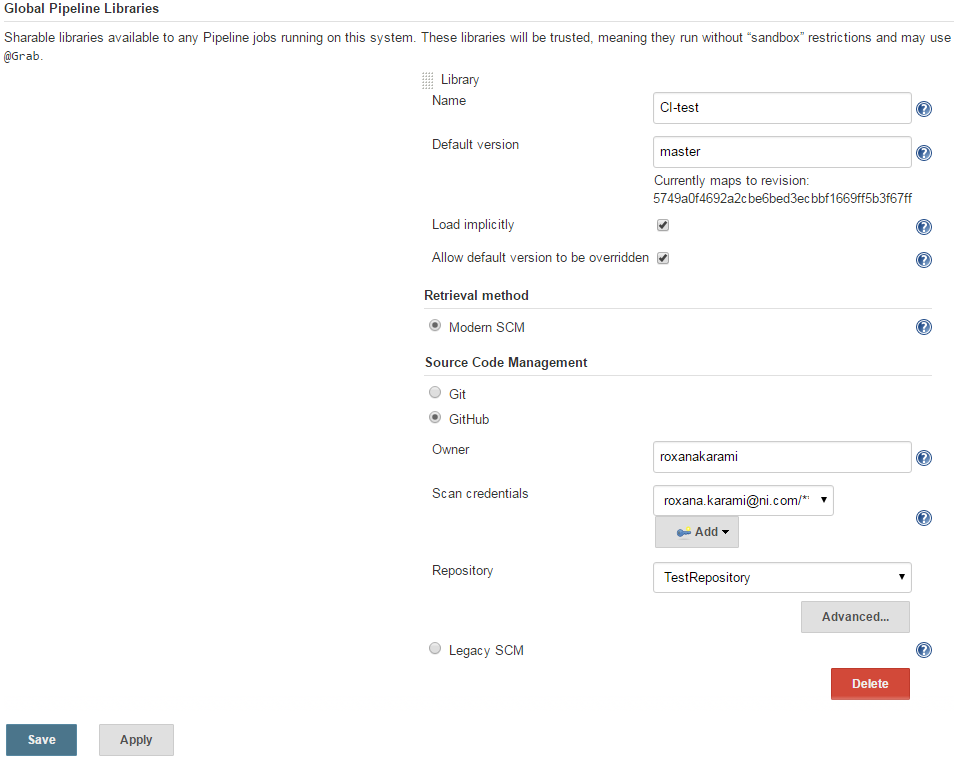 Global Pipeline Libraries
Sharable libraries available to any Pipeline jobs running on this system. These libraries will be trusted, meaning they run without “sandbox” restrictions and may use
@Grab.
Library
Name
CI-test
Default version
master
Currently maps to revision:
5749a0f4692a2cbe6bed3ecbbf1669ff5b3f67ff
Load implicitly
Allow default version to be overridden
Retrieval method
Modern SCM
Source Code Management
Git
GitHub
Owner
roxanakarami
Scan credentials
roxana.karami@ni.com/**
Add
Repository
TestRepository
Advanced...
Legacy SCM
Delete
Save
Apply